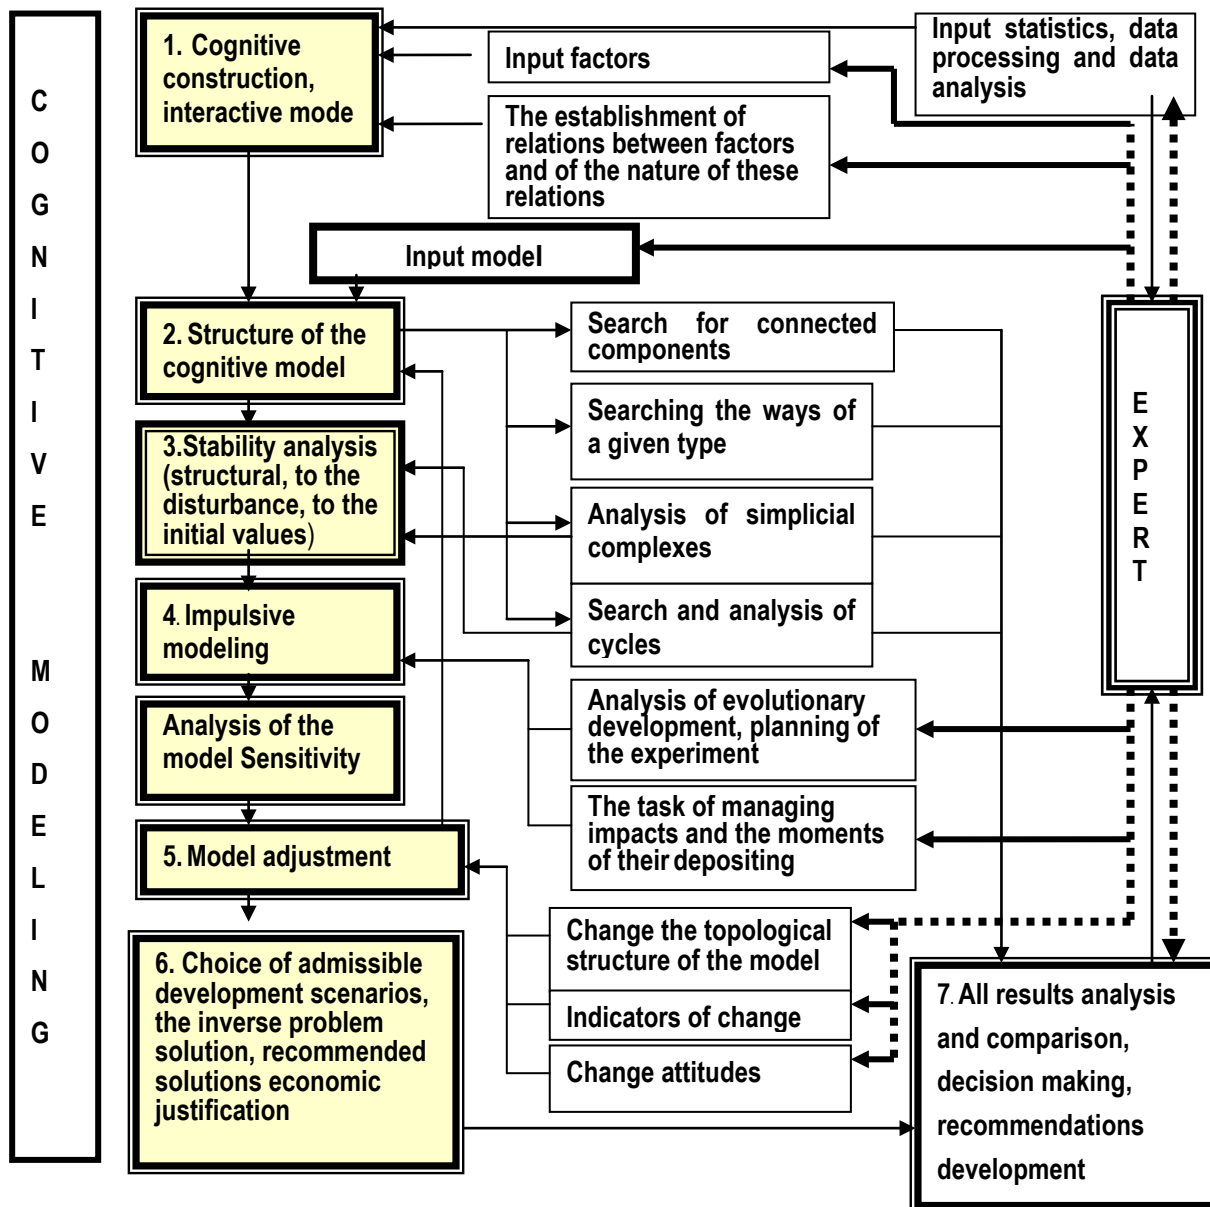 COGNITIVE MODELING
1. Cognitive
construction,
interactive mode
Input factors
Input statistics, data
processing and data
analysis
The establishment of
relations between factors
and of the nature of these
relations
Input model
2. Structure of the
cognitive model
Search for connected
components
Searching the ways of
a given type
3.Stability analysis
(structural, to the
disturbance, to the
initial values)
Analysis of simplicial
complexes
Search and analysis of
cycles
EXPERT
4. Impulsive
modeling
Analysis of the
model Sensitivity
Analysis of evolutionary
development, planning of
the experiment
The task of managing
impacts and the moments
of their depositing
5. Model adjustment
Change the topological
structure of the model
Indicators of change
Change attitudes
6. Choice of admissible
development scenarios,
the inverse problem
solution, recommended
solutions economic
justification
7. All results analysis
and comparison,
decision making,
recommendations
development